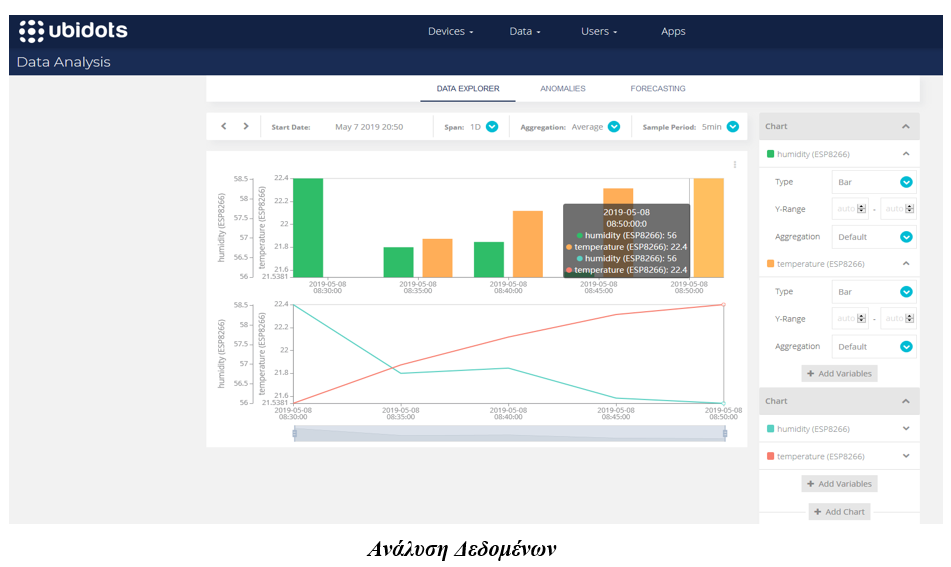 ubidots
Devices Data Users Apps
Data Analysis
DATA EXPLORER ANOMALIES FORECASTING
Start Date: May 7 2019 20:50 Span: 1D Aggregation: Average Sample Period: 5min
humidity (ESP8266)
58.5
58
57.5
57
56.5
56
temperature (ESP8266)
22.4
22.2
22
21.8
21.6
21.5381
2019-05-08
08:50:00:0
humidity (ESP8266): 56
temperature (ESP8266): 22.4
humidity (ESP8266): 56
temperature (ESP8266): 22.4
2019-05-08 2019-05-08 2019-05-08 2019-05-08 2019-05-08
08:30:00 08:35:00 08:40:00 08:45:00 08:50:00
humidity (ESP8266)
58.5
58
57.5
57
56.5
56
temperature (ESP8266)
22.4
22.2
22
21.8
21.6
21.5381
2019-05-08 2019-05-08 2019-05-08 2019-05-08 2019-05-08
08:30:00 08:35:00 08:40:00 08:45:00 08:50:00
Chart
humidity (ESP8266)
Type Bar
Y-Range auto - auto
Aggregation Default
temperature (ESP8266)
Type Bar
Y-Range auto - auto
Aggregation Default
+ Add Variables
Chart
humidity (ESP8266)
temperature (ESP8266)
+ Add Variables
+ Add Chart
Ανάλυση Δεδομένων